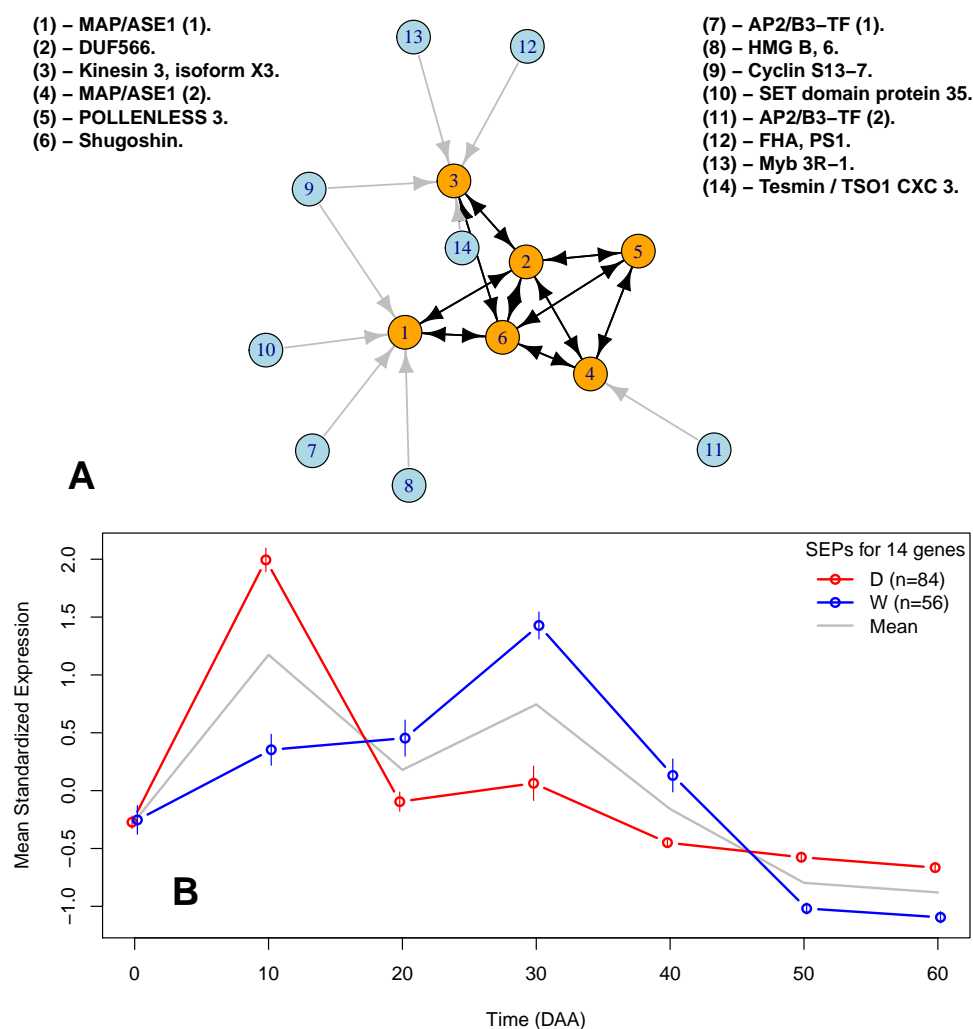 (1) – MAP/ASE1 (1).
(2) – DUF566.
(3) – Kinesin 3, isoform X3.
(4) – MAP/ASE1 (2).
(5) – POLLENLESS 3.
(6) – Shugoshin.
(7) – AP2/B3–TF (1).
(8) – HMG B, 6.
(9) – Cyclin S13–7.
(10) – SET domain protein 35.
(11) – AP2/B3–TF (2).
(12) – FHA, PS1.
(13) – Myb 3R–1.
(14) – Tesmin / TSO1 CXC 3.
13
12
3
9
14
2
5
1
6
10
4
7
11
8
A
SEPs for 14 genes
D (n=84)
W (n=56)
Mean
Mean Standardized Expression
2.0
1.5
1.0
0.5
0.0
−0.5
−1.0
B
0 10 20 30 40 50 60
Time (DAA)